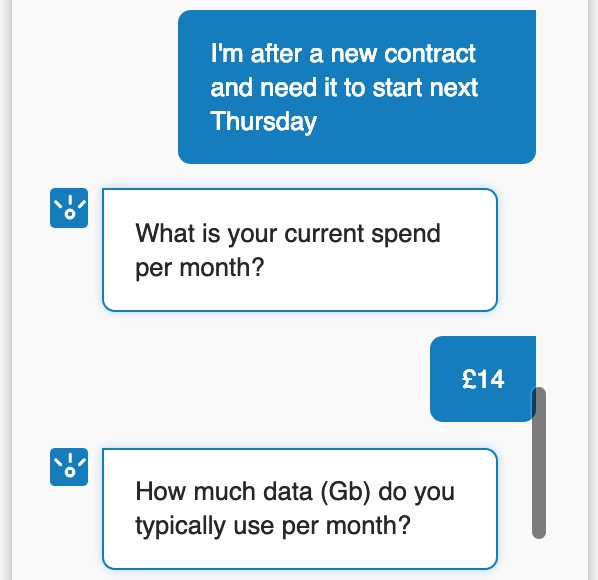 I'm after a new contract
and need it to start next
Thursday
What is your current spend
per month?
£14
How much data (Gb) do you
typically use per month?